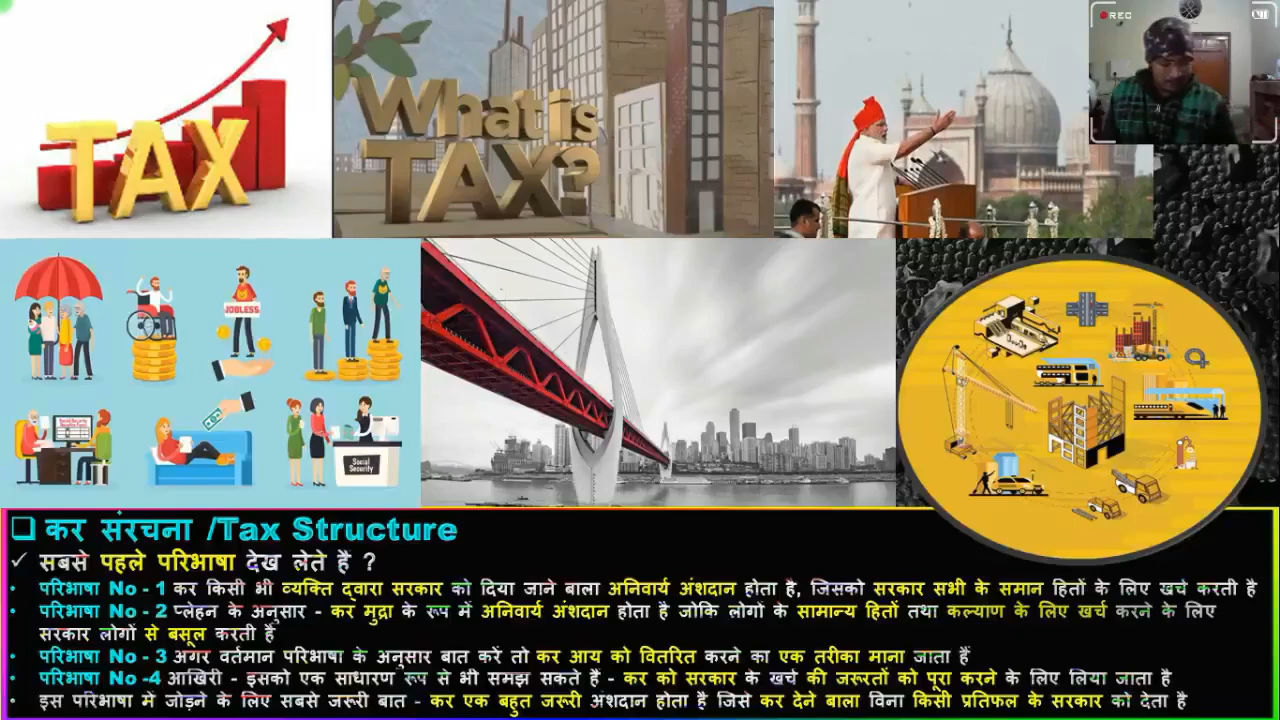 TAX
What is
TAX?
REC
JOBLESS
Social
Security
❑ कर संरचना /Tax Structure
✓ सबसे पहले परिभाषा देख लेते हैं ?
• परिभाषा No - 1 कर किसी भी व्यक्ति द्वारा सरकार को दिया जाने बाला अनिवार्य अंशदान होता है, जिसको सरकार सभी के समान हितों के लिए खर्च करती है
• परिभाषा No - 2 प्लेहन के अनुसार - कर मुद्रा के रूप में अनिवार्य अंशदान होता है जोकि लोगों के सामान्य हितों तथा कल्याण के लिए खर्च करने के लिए
सरकार लोगों से बसूल करती हैं
• परिभाषा No - 3 अगर वर्तमान परिभाषा के अनुसार बात करें तो कर आय को वितरित करने का एक तरीका माना जाता हैं
• परिभाषा No -4 आखिरी - इसको एक साधारण रूप से भी समझ सकते हैं - कर को सरकार के खर्च की जरूरतों को पूरा करने के लिए लिया जाता है
• इस परिभाषा में जोड़ने के लिए सबसे जरूरी बात - कर एक बहुत जरूरी अंशदान होता हैं जिसे कर देने बाला विना किसी प्रतिफल के सरकार को देता है